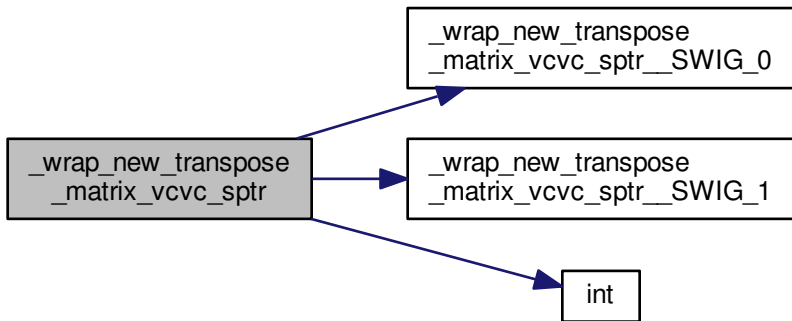 _wrap_new_transpose
_matrix_vcvc_sptr__SWIG_0
_wrap_new_transpose
_matrix_vcvc_sptr
_wrap_new_transpose
_matrix_vcvc_sptr__SWIG_1
int